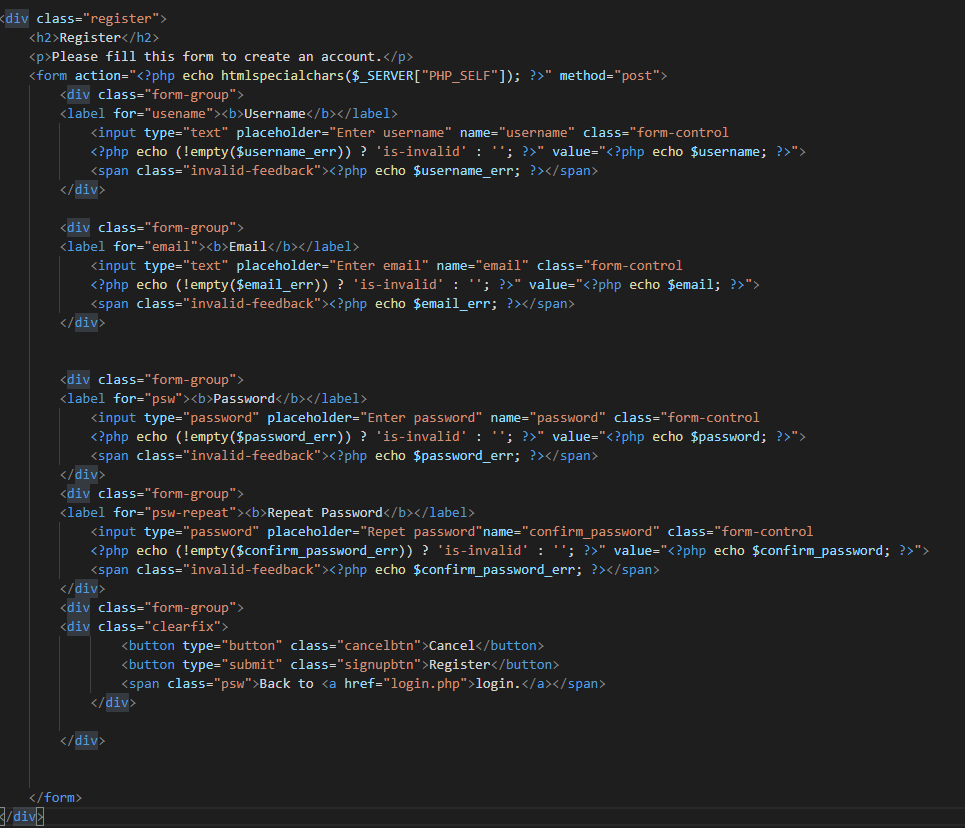 <div class="register">
<h2>Register</h2>
<p>Please fill this form to create an account.</p>
<form action="<?php echo htmlspecialchars($_SERVER["PHP_SELF"]); ?>" method="post">
<div class="form-group">
<label for="usename"><b>Username</b></label>
<input type="text" placeholder="Enter username" name="username" class="form-control
<?php echo (!empty($username_err)) ? 'is-invalid' : ''; ?>" value="<?php echo $username; ?>">
<span class="invalid-feedback"><?php echo $username_err; ?></span>
</div>
<div class="form-group">
<label for="email"><b>Email</b></label>
<input type="text" placeholder="Enter email" name="email" class="form-control
<?php echo (!empty($email_err)) ? 'is-invalid' : ''; ?>" value="<?php echo $email; ?>">
<span class="invalid-feedback"><?php echo $email_err; ?></span>
</div>
<div class="form-group">
<label for="psw"><b>Password</b></label>
<input type="password" placeholder="Enter password" name="password" class="form-control
<?php echo (!empty($password_err)) ? 'is-invalid' : ''; ?>" value="<?php echo $password; ?>">
<span class="invalid-feedback"><?php echo $password_err; ?></span>
</div>
<div class="form-group">
<label for="psw-repeat"><b>Repeat Password</b></label>
<input type="password" placeholder="Repet password"name="confirm_password" class="form-control
<?php echo (!empty($confirm_password_err)) ? 'is-invalid' : ''; ?>" value="<?php echo $confirm_password; ?>">
<span class="invalid-feedback"><?php echo $confirm_password_err; ?></span>
</div>
<div class="form-group">
<div class="clearfix">
<button type="button" class="cancelbtn">Cancel</button>
<button type="submit" class="signupbtn">Register</button>
<span class="psw">Back to <a href="login.php">login.</a></span>
</div>
</div>
</form>
</div>